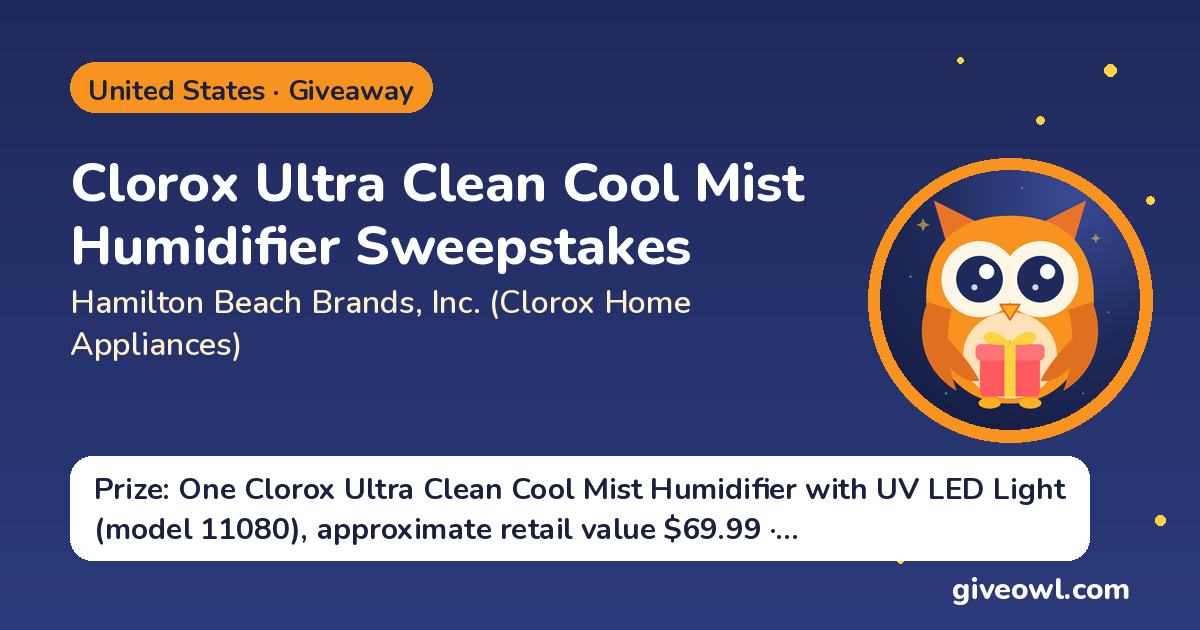 United States · Giveaway
Clorox Ultra Clean Cool Mist
Humidifier Sweepstakes
Hamilton Beach Brands, Inc. (Clorox Home
Appliances)
Prize: One Clorox Ultra Clean Cool Mist Humidifier with UV LED Light
(model 11080), approximate retail value $69.99 ·...
giveowl.com